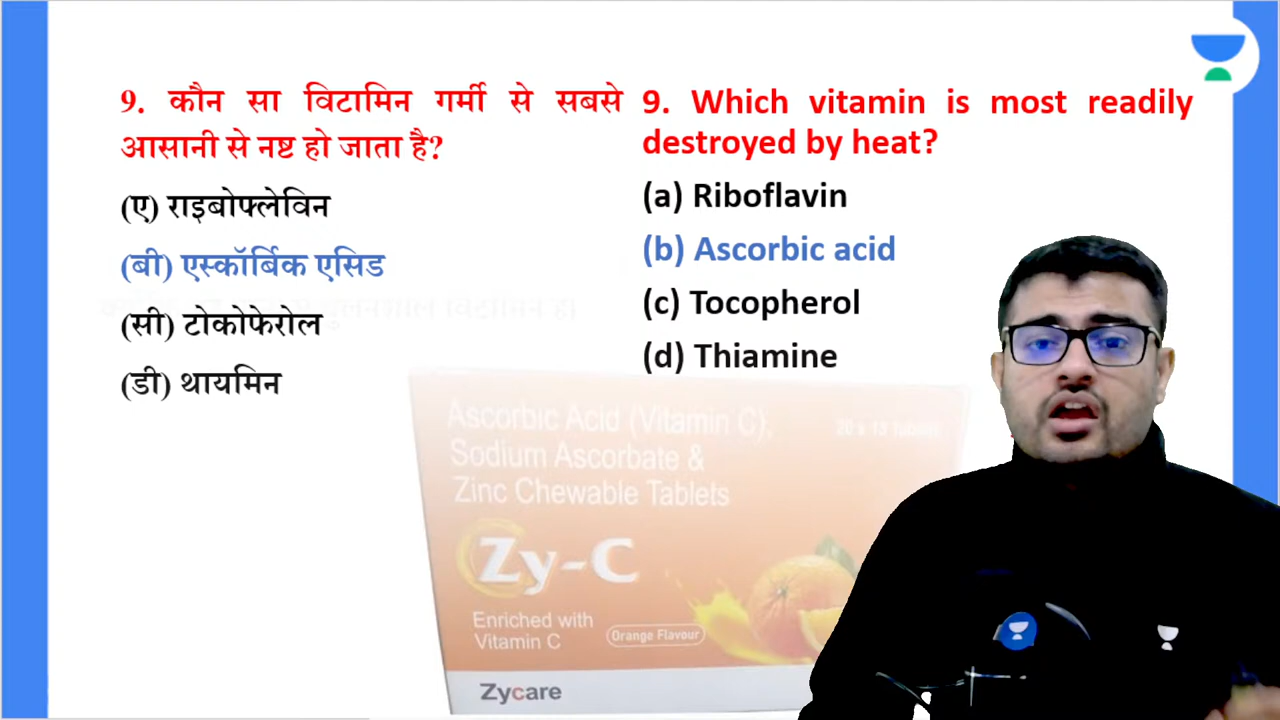 9. कौन सा विटामिन गर्मी से सबसे
आसानी से नष्ट हो जाता है?
(ए) राइबोफ्लेविन
(बी) एस्कॉर्बिक एसिड
(सी) टोकोफेरोल
(डी) थायमिन
9. Which vitamin is most readily
destroyed by heat?
(a) Riboflavin
(b) Ascorbic acid
(c) Tocopherol
(d) Thiamine
विटामिन है।
Ascorbic Acid (Vitamin C),
Sodium Ascorbate &
Zinc Chewable Tablets
Zy-C
Enriched with
Vitamin C
Orange Flavour
Zycare